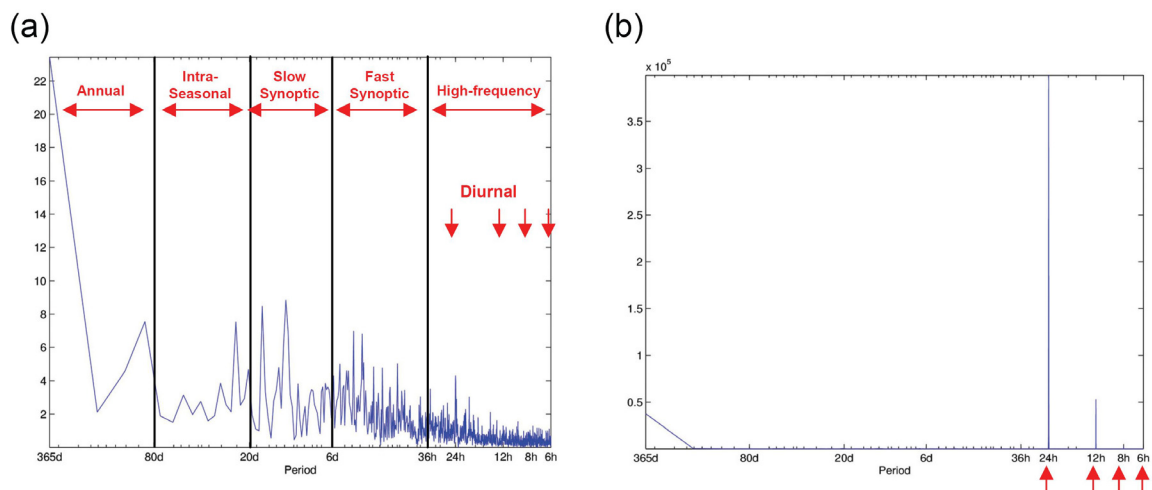 (a)
22
20
18
16
14
12
10
8
6
4
2
Annual
Intra-
Seasonal
Slow
Synoptic
Fast
Synoptic
High-frequency
Diurnal
365d 80d 20d 6d 36h 24h 12h 8h 6h
Period
(b)
x 10⁵
3.5
3
2.5
2
1.5
1
0.5
365d 80d 20d 6d 36h 24h 12h 8h 6h
Period